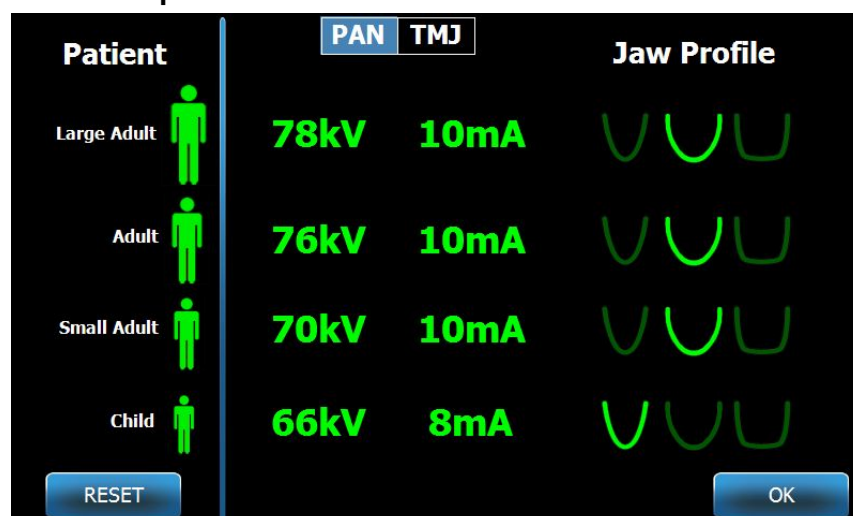 PAN TMJ
Patient Jaw Profile
Large Adult 78kV 10mA
Adult 76kV 10mA
Small Adult 70kV 10mA
Child 66kV 8mA
RESET OK